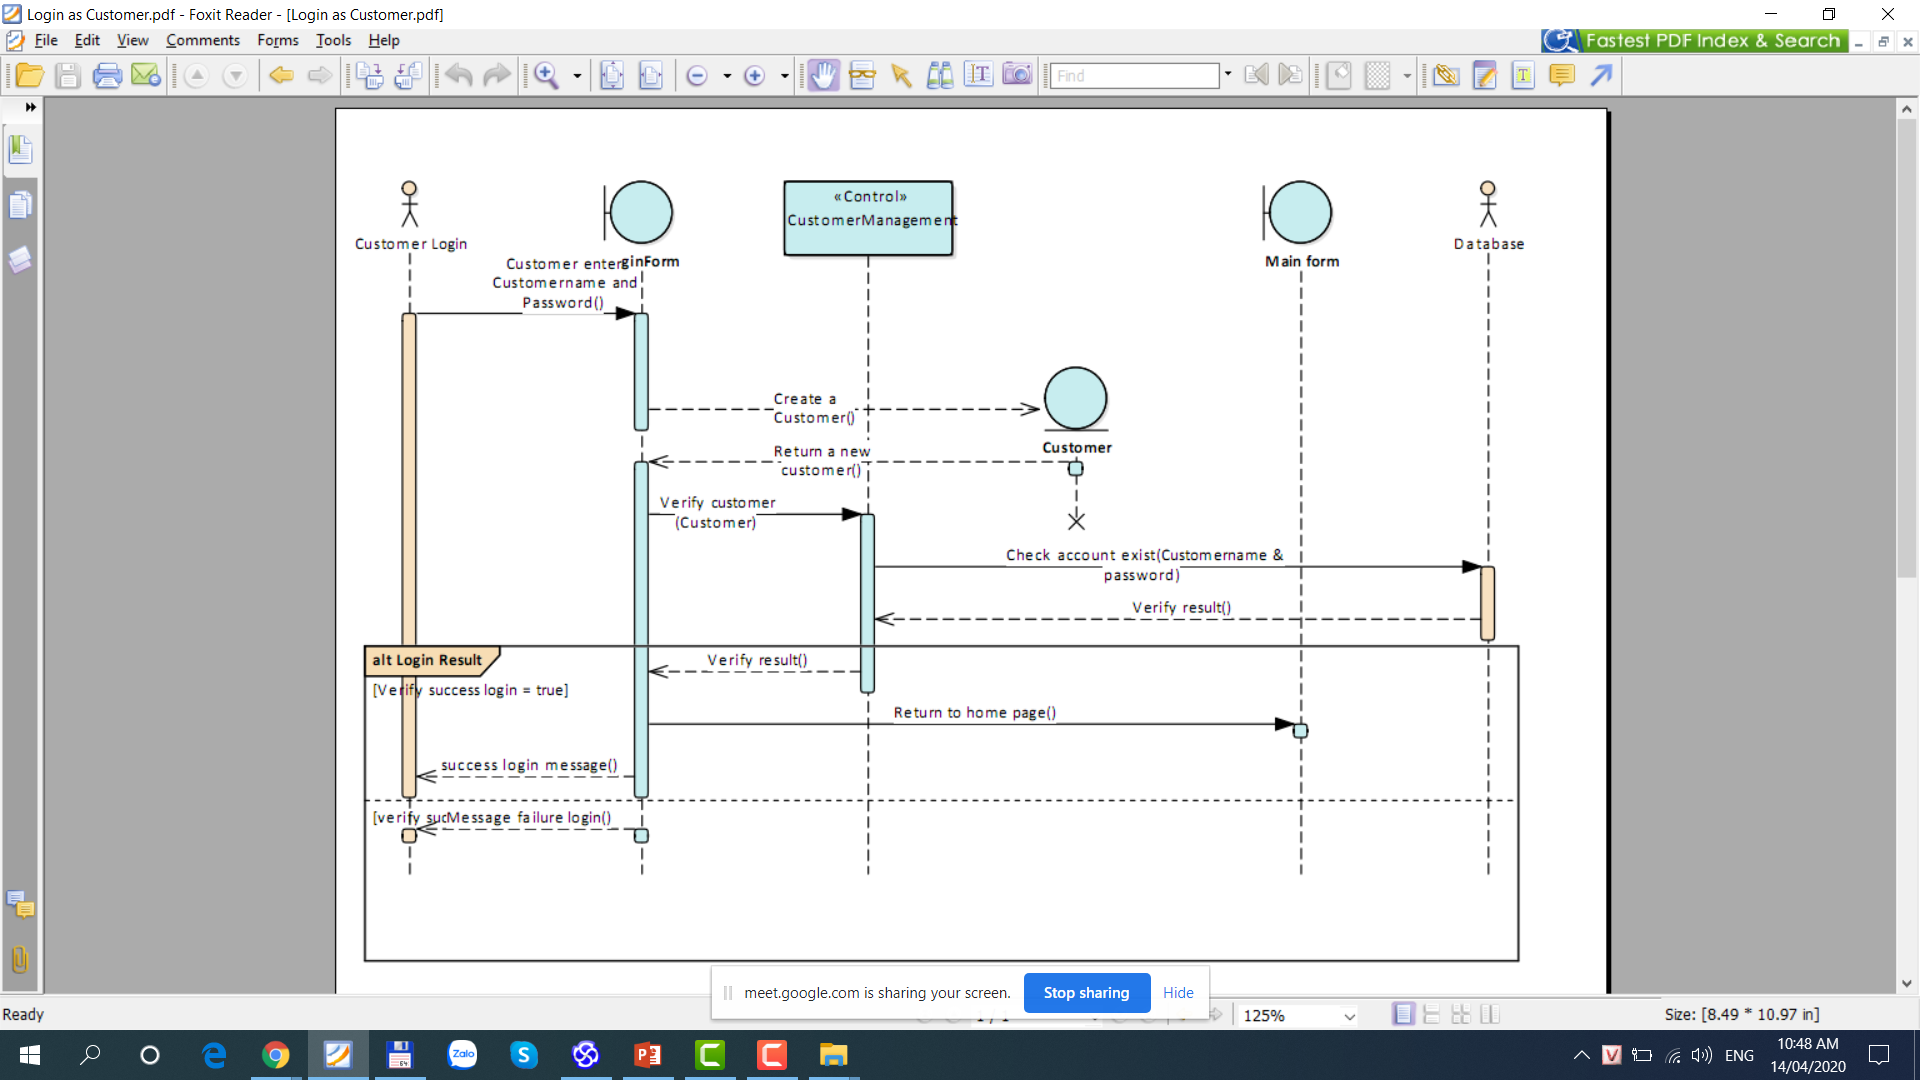 Login as Customer.pdf - Foxit Reader - [Login as Customer.pdf]
File Edit View Comments Forms Tools Help
Fastest PDF Index & Search
Find
«Control»
CustomerManagement
Customer Login
Database
Customer enter
ginForm
Main form
Customername and
Password()
Create a
Customer()
Customer
Return a new
customer()
Verify customer
(Customer)
Check account exist(Customername &
password)
Verify result()
alt Login Result
Verify result()
[Verify success login = true]
Return to home page()
success login message()
[verify suc
Message failure login()
meet.google.com is sharing your screen.
Stop sharing
Hide
Ready
125%
Size: [8.49 * 10.97 in]
Zalo
64
ENG
10:48 AM
14/04/2020